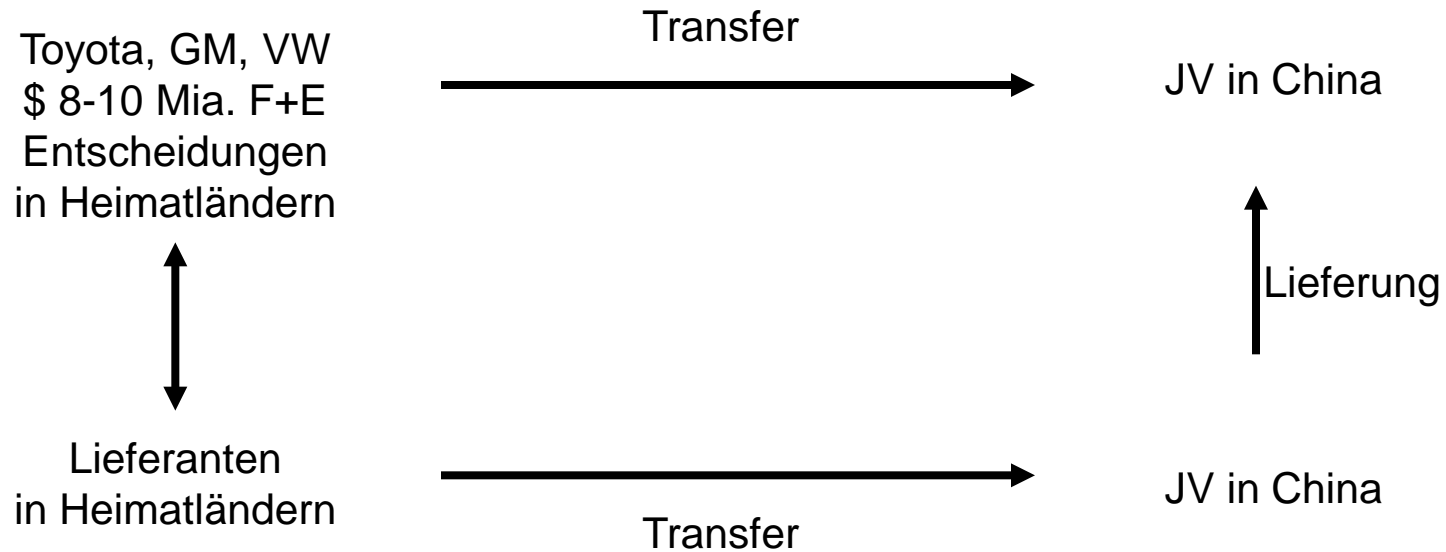 Transfer
Toyota, GM, VW
$ 8-10 Mia. F+E
Entscheidungen
in Heimatländern
JV in China
Lieferung
Lieferanten
in Heimatländern
JV in China
Transfer